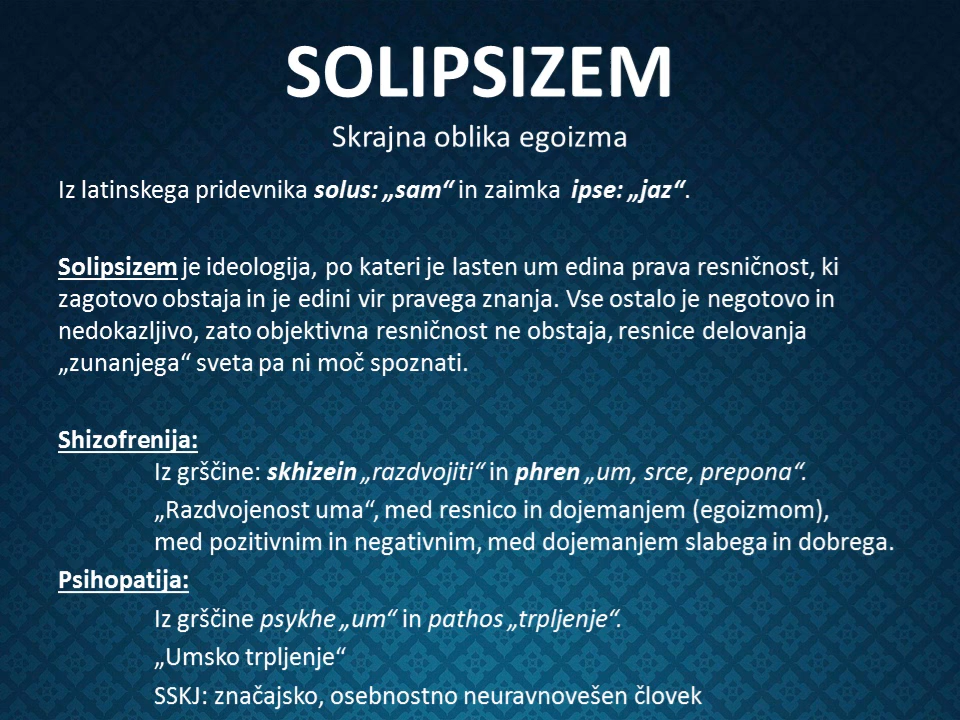 SOLIPSIZEM
Skrajna oblika egoizma
Iz latinskega pridevnika solus: „sam“ in zaimka ipse: „jaz“.
Solipsizem je ideologija, po kateri je lasten um edina prava resničnost, ki
zagotovo obstaja in je edini vir pravega znanja. Vse ostalo je negotovo in
nedokazljivo, zato objektivna resničnost ne obstaja, resnice delovanja
„zunanjega“ sveta pa ni moč spoznati.
Shizofrenija:
Iz grščine: skhizein „razdvojiti“ in phren „um, srce, prepona“.
„Razdvojenost uma“, med resnico in dojemanjem (egoizmom),
med pozitivnim in negativnim, med dojemanjem slabega in dobrega.
Psihopatija:
Iz grščine psykhe „um“ in pathos „trpljenje“.
„Umsko trpljenje“
SSKJ: značajsko, osebnostno neuravnovešen človek